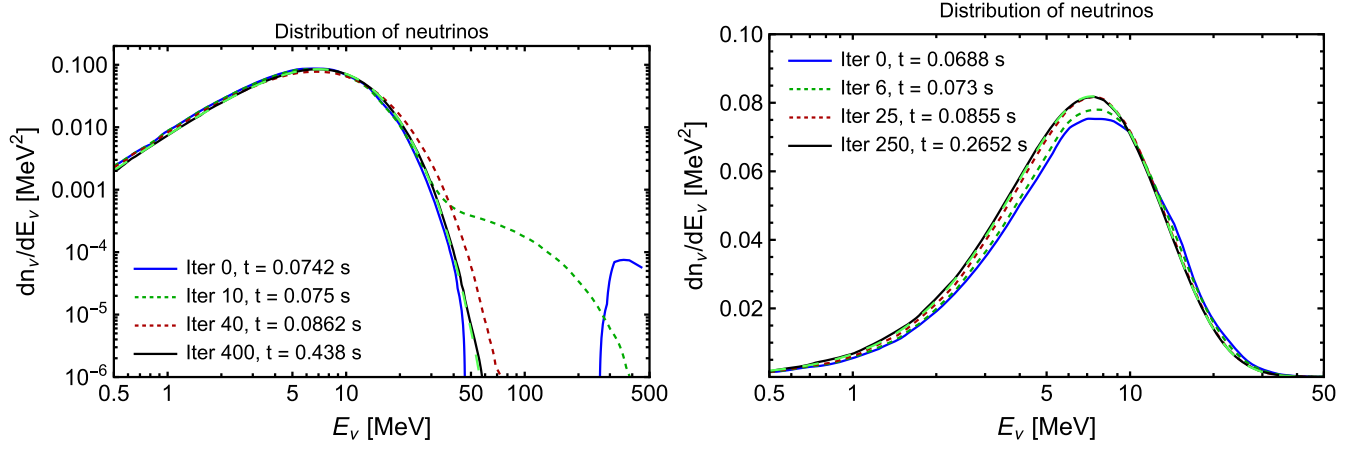 Distribution of neutrinos
dn_ν/dE_ν [MeV²]
0.100
0.010
0.001
10⁻⁴
10⁻⁵
10⁻⁶
Iter 0, t = 0.0742 s
Iter 10, t = 0.075 s
Iter 40, t = 0.0862 s
Iter 400, t = 0.438 s
0.5 1 5 10 50 100 500
E_ν [MeV]
Distribution of neutrinos
dn_ν/dE_ν [MeV²]
0.10
0.08
0.06
0.04
0.02
Iter 0, t = 0.0688 s
Iter 6, t = 0.073 s
Iter 25, t = 0.0855 s
Iter 250, t = 0.2652 s
0.5 1 5 10 50
E_ν [MeV]